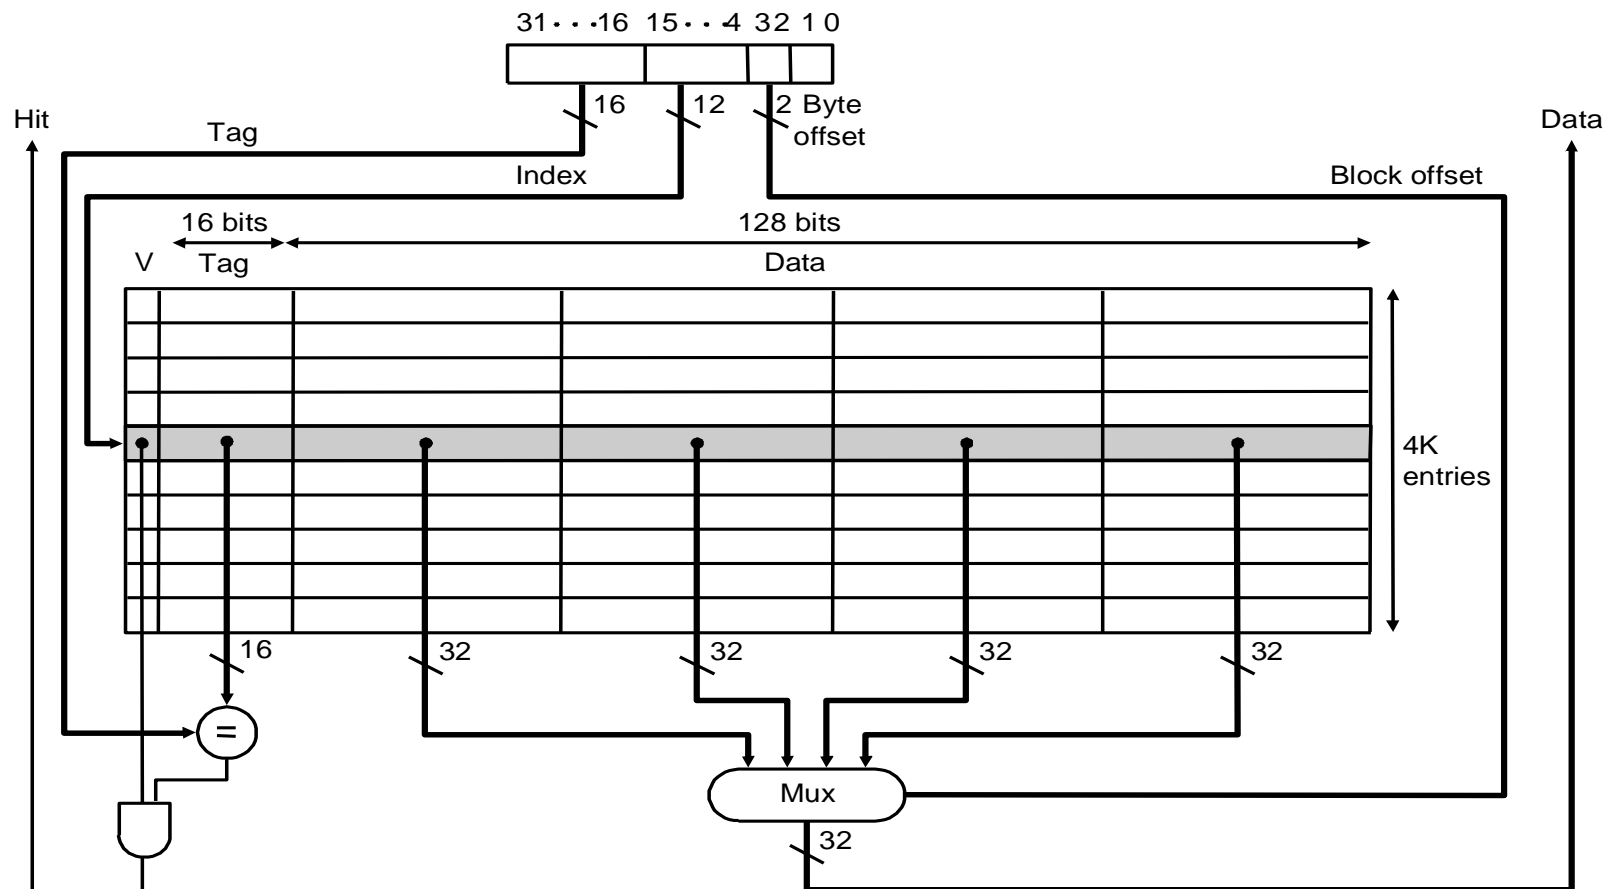 31 · · · 16 15 · · · 4 3 2 1 0
16 12 2 Byte offset
Hit
Tag
Data
Index
Block offset
16 bits
128 bits
V
Tag
Data
4K
entries
16
32
32
32
32
=
Mux
32